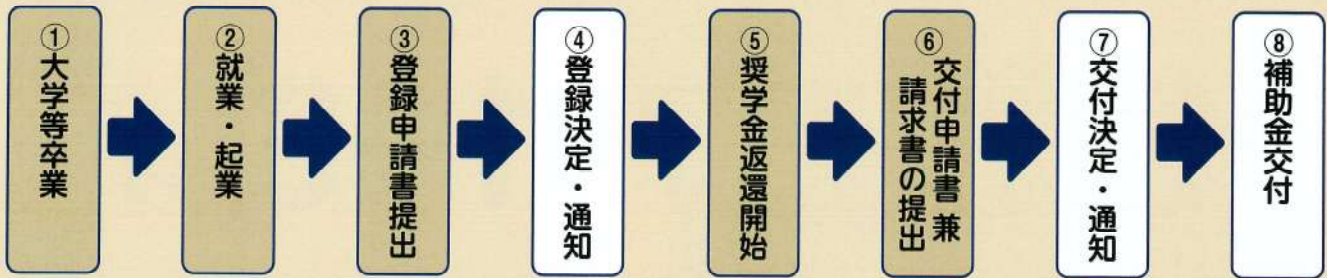 ①大学等卒業
②就業・起業
③登録申請書提出
④登録決定・通知
⑤奨学金返還開始
⑥交付申請書 兼
請求書の提出
⑦交付決定・通知
⑧補助金交付